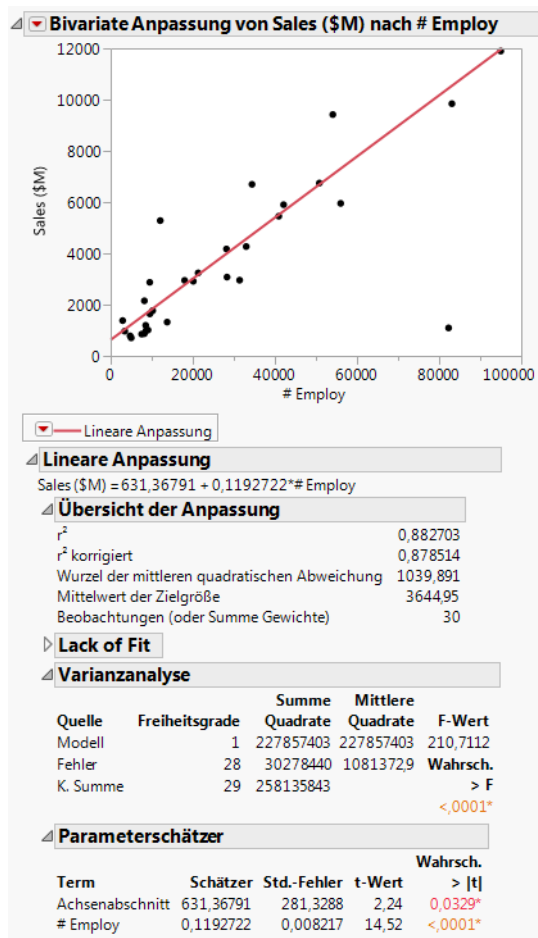 Bivariate Anpassung von Sales ($M) nach # Employ
12000
10000
8000
6000
4000
2000
0
Sales ($M)
0 20000 40000 60000 80000 100000
# Employ
Lineare Anpassung
Lineare Anpassung
Sales ($M) = 631,36791 + 0,1192722*# Employ
Übersicht der Anpassung
r² 0,882703
r² korrigiert 0,878514
Wurzel der mittleren quadratischen Abweichung 1039,891
Mittelwert der Zielgröße 3644,95
Beobachtungen (oder Summe Gewichte) 30
Lack of Fit
Varianzanalyse
Summe Mittlere
Quelle Freiheitsgrade Quadrate Quadrate F-Wert
Modell 1 227857403 227857403 210,7112
Fehler 28 30278440 1081372,9 Wahrsch.
K. Summe 29 258135843 > F
<,0001*
Parameterschätzer
Wahrsch.
Term Schätzer Std.-Fehler t-Wert > |t|
Achsenabschnitt 631,36791 281,3288 2,24 0,0329*
# Employ 0,1192722 0,008217 14,52 <,0001*